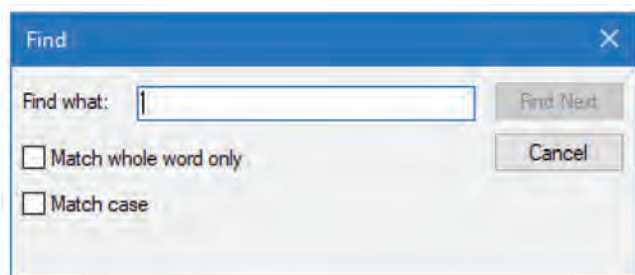 Find
Find what: Find Next
Match whole word only Cancel
Match case